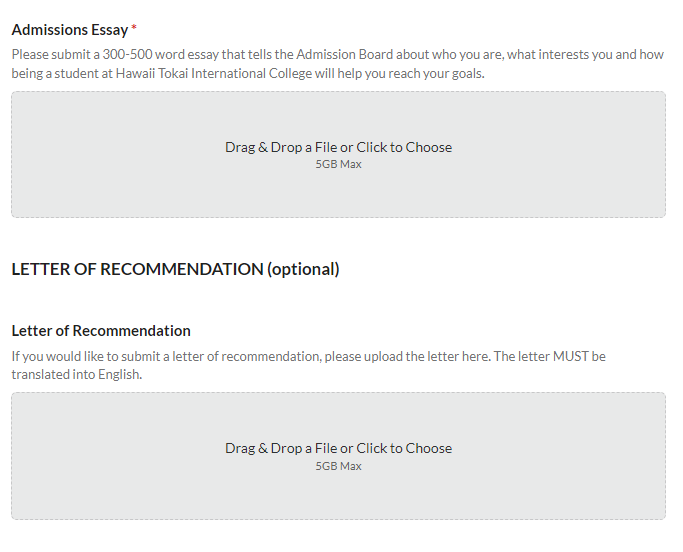 Admissions Essay *
Please submit a 300-500 word essay that tells the Admission Board about who you are, what interests you and how
being a student at Hawaii Tokai International College will help you reach your goals.
Drag & Drop a File or Click to Choose
5GB Max
LETTER OF RECOMMENDATION (optional)
Letter of Recommendation
If you would like to submit a letter of recommendation, please upload the letter here. The letter MUST be
translated into English.
Drag & Drop a File or Click to Choose
5GB Max